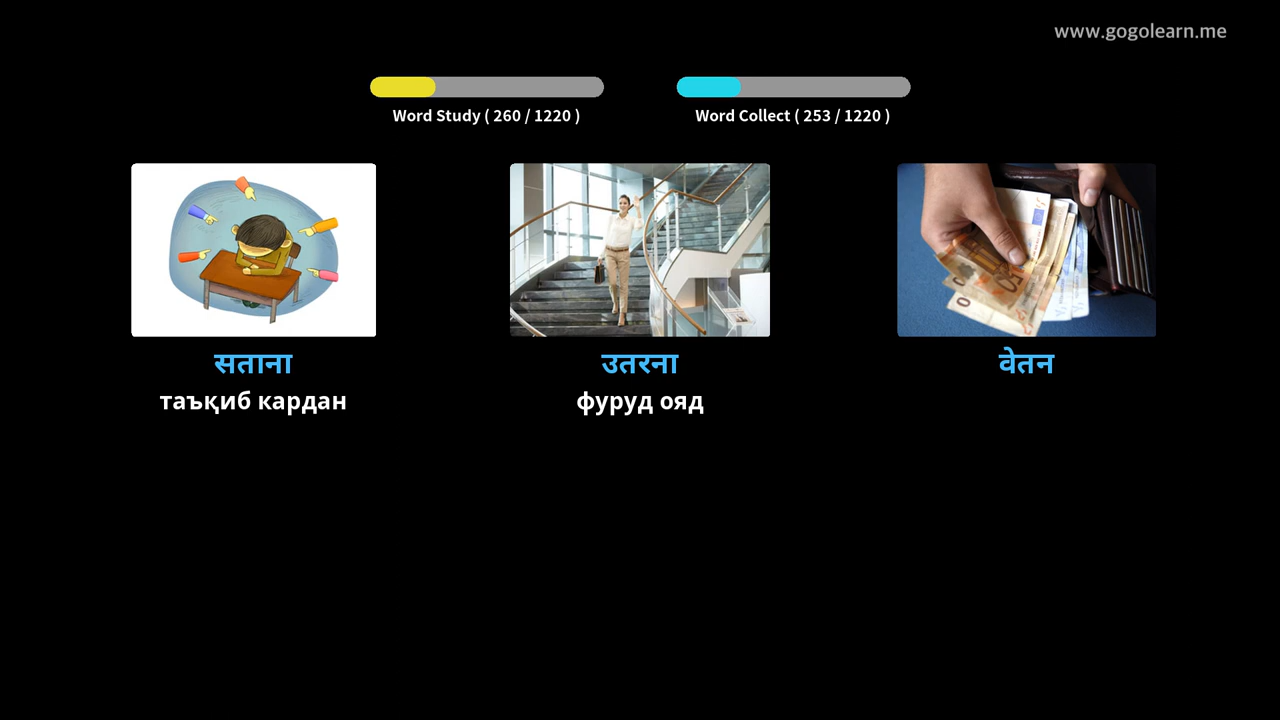 www.gogolearn.me
Word Study ( 260 / 1220 )
Word Collect ( 253 / 1220 )
सताना
उतरना
वेतन
таъқиб кардан
фуруд ояд